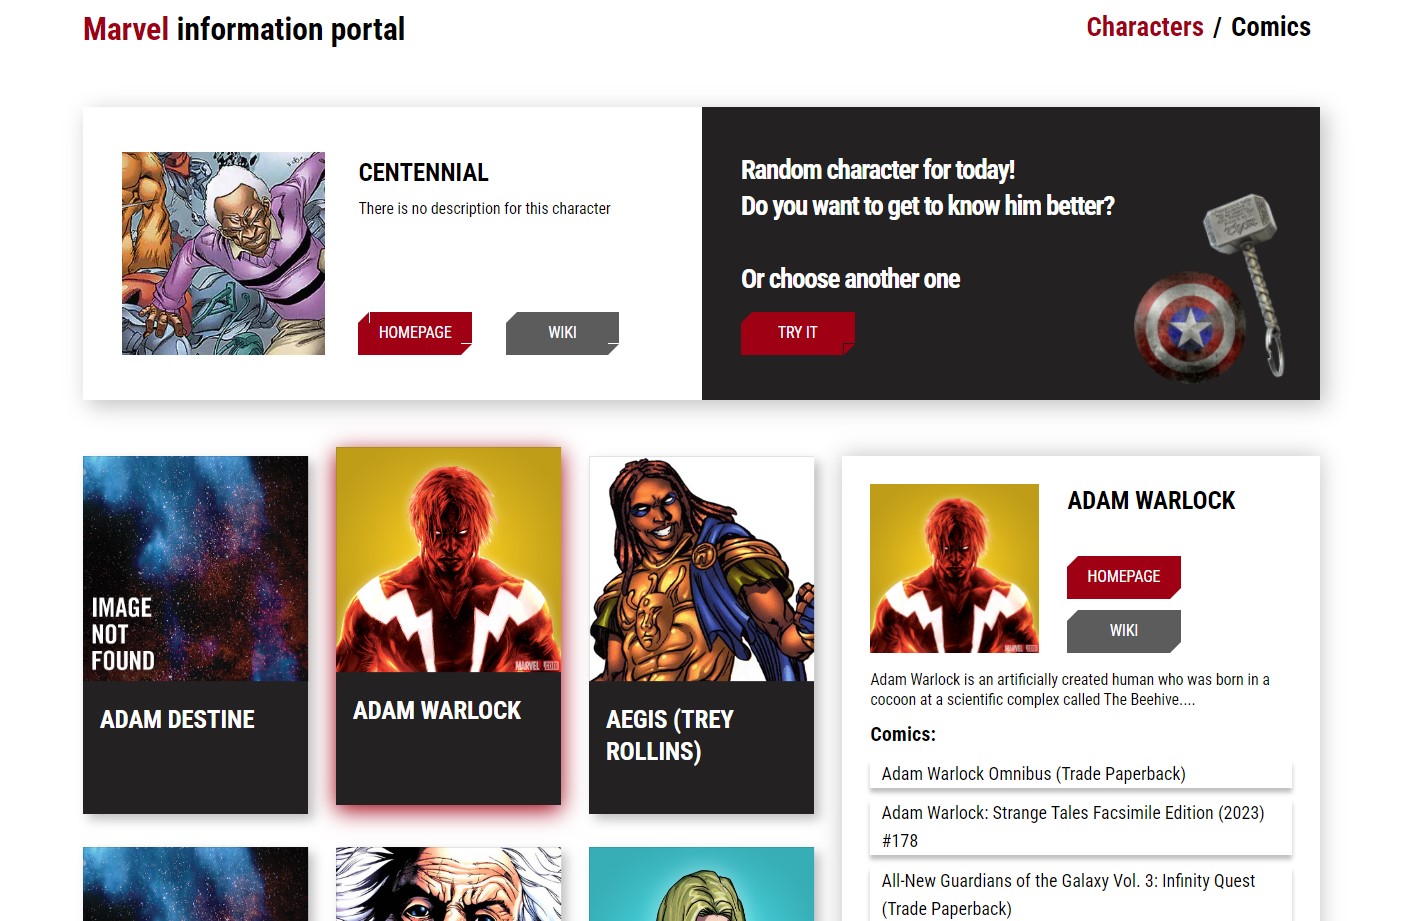 Marvel information portal
Characters / Comics
CENTENNIAL
There is no description for this character
HOMEPAGE
WIKI
Random character for today!
Do you want to get to know him better?
Or choose another one
TRY IT
IMAGE
NOT
FOUND
ADAM DESTINE
MARVEL
ADAM WARLOCK
AEGIS (TREY
ROLLINS)
ADAM WARLOCK
HOMEPAGE
WIKI
Adam Warlock is an artificially created human who was born in a
cocoon at a scientific complex called The Beehive....
Comics:
Adam Warlock Omnibus (Trade Paperback)
Adam Warlock: Strange Tales Facsimile Edition (2023)
#178
All-New Guardians of the Galaxy Vol. 3: Infinity Quest
(Trade Paperback)